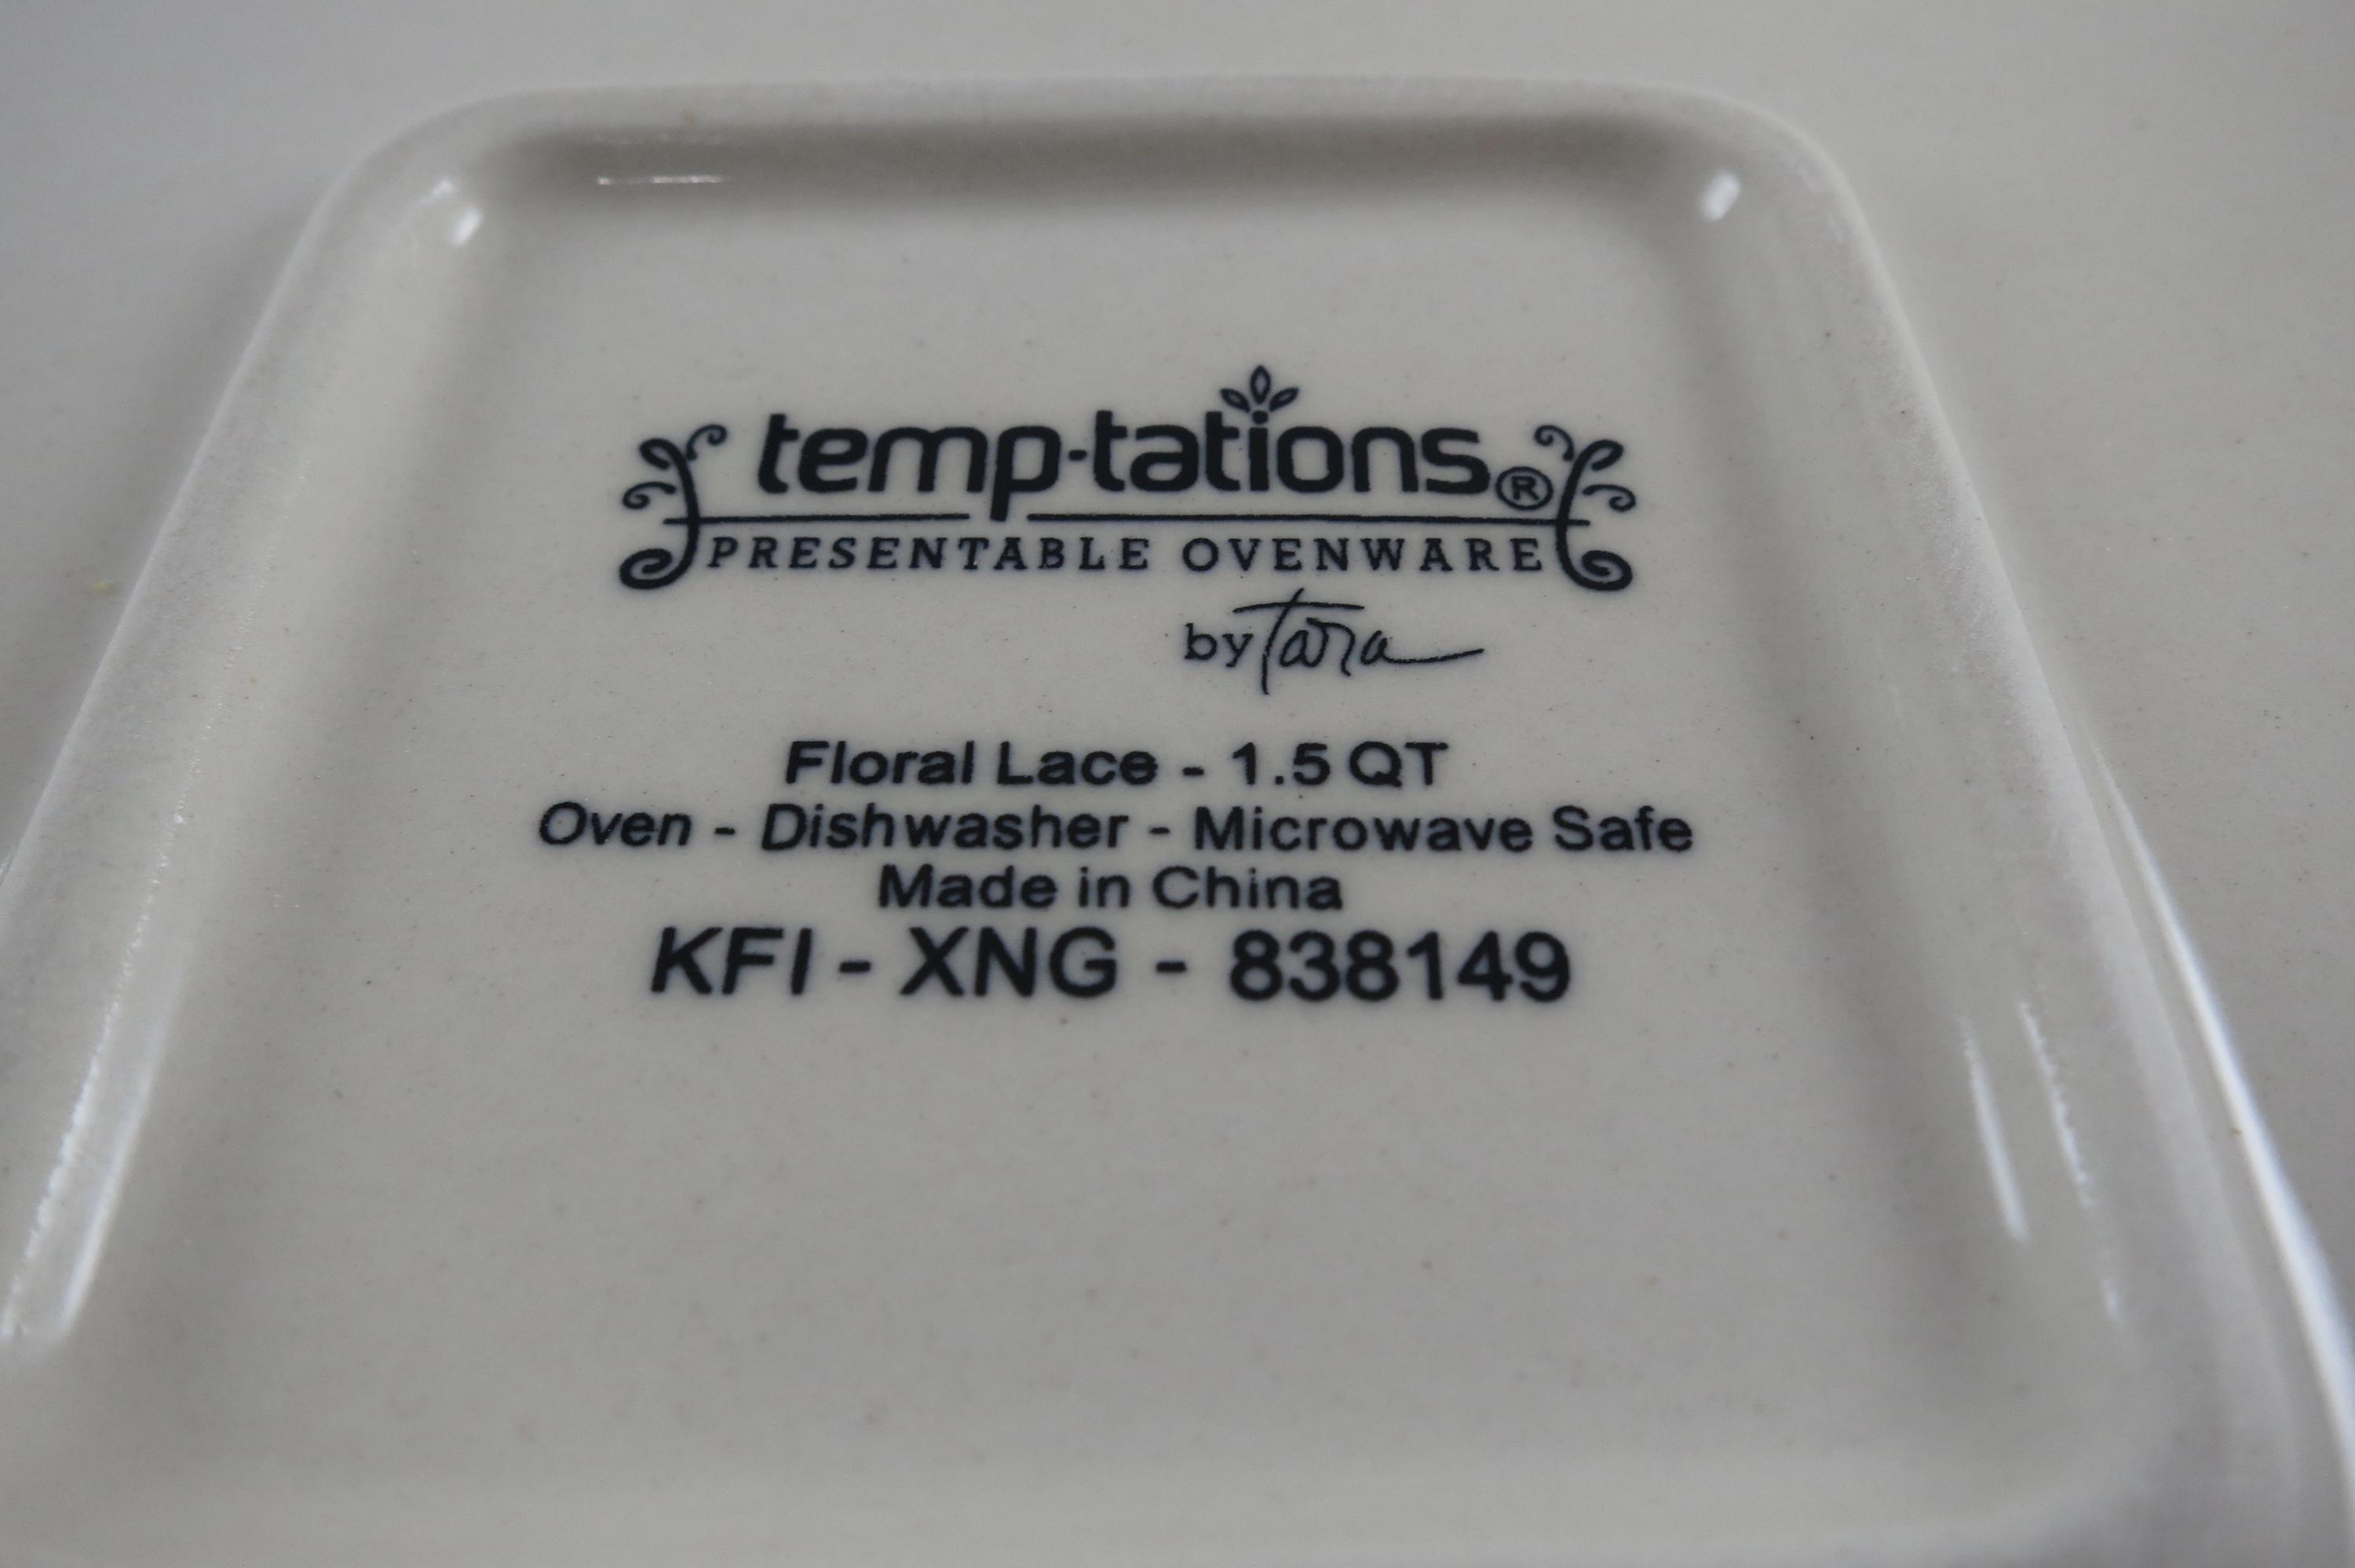 temp-tations®
PRESENTABLE OVENWARE
by Tara
Floral Lace - 1.5 QT
Oven - Dishwasher - Microwave Safe
Made in China
KFI - XNG - 838149